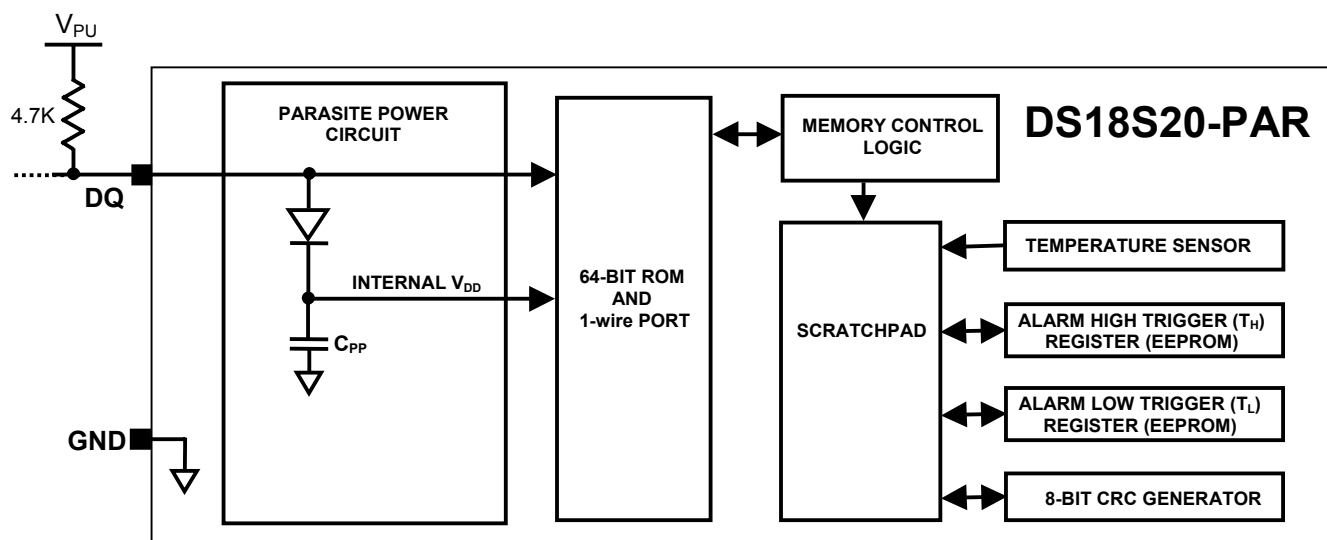 V_PU
4.7K
DQ
GND
PARASITE POWER
CIRCUIT
INTERNAL V_DD
C_PP
64-BIT ROM
AND
1-wire PORT
MEMORY CONTROL
LOGIC
DS18S20-PAR
SCRATCHPAD
TEMPERATURE SENSOR
ALARM HIGH TRIGGER (T_H)
REGISTER (EEPROM)
ALARM LOW TRIGGER (T_L)
REGISTER (EEPROM)
8-BIT CRC GENERATOR